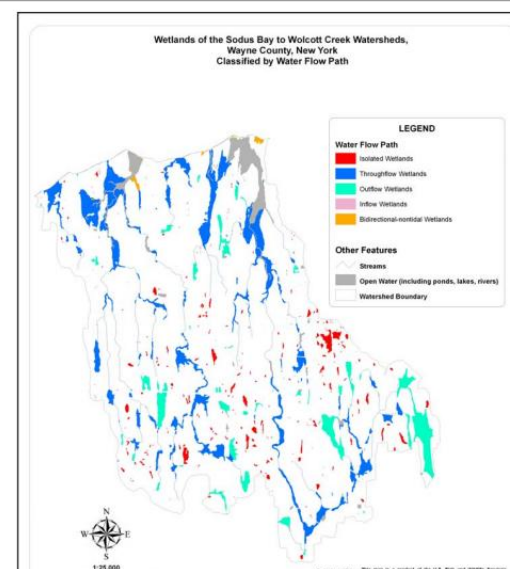 Wetlands of the Sodus Bay to Wolcott Creek Watersheds,
Wayne County, New York
Classified by Water Flow Path
LEGEND
Water Flow Path
Isolated Wetlands
Throughflow Wetlands
Outflow Wetlands
Inflow Wetlands
Bidirectional-nontidal Wetlands
Other Features
Streams
Open Water (including ponds, lakes, rivers)
Watershed Boundary
N
W
E
S
1:25,000